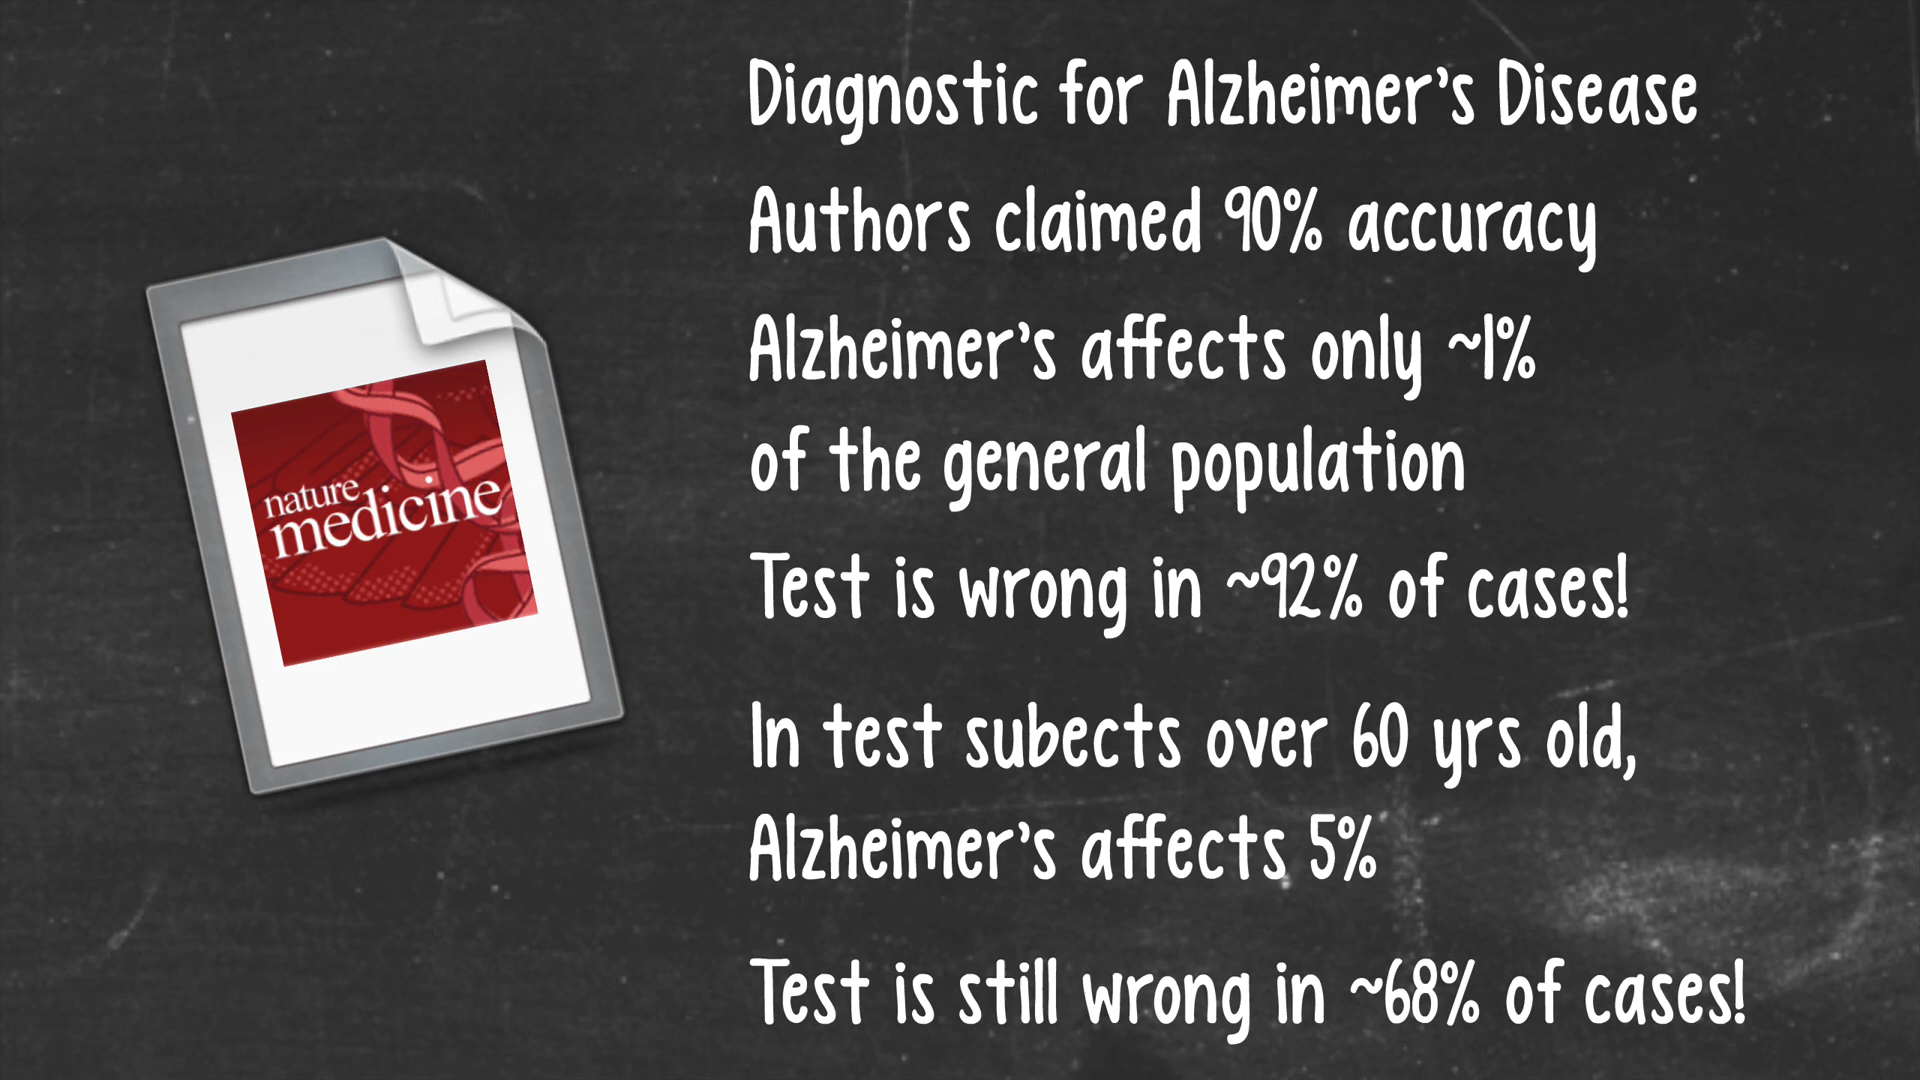 Diagnostic for Alzheimer's Disease
Authors claimed 90% accuracy
Alzheimer's affects only ~1%
of the general population
Test is wrong in ~92% of cases!
In test subects over 60 yrs old,
Alzheimer's affects 5%
Test is still wrong in ~68% of cases!
nature
medicine